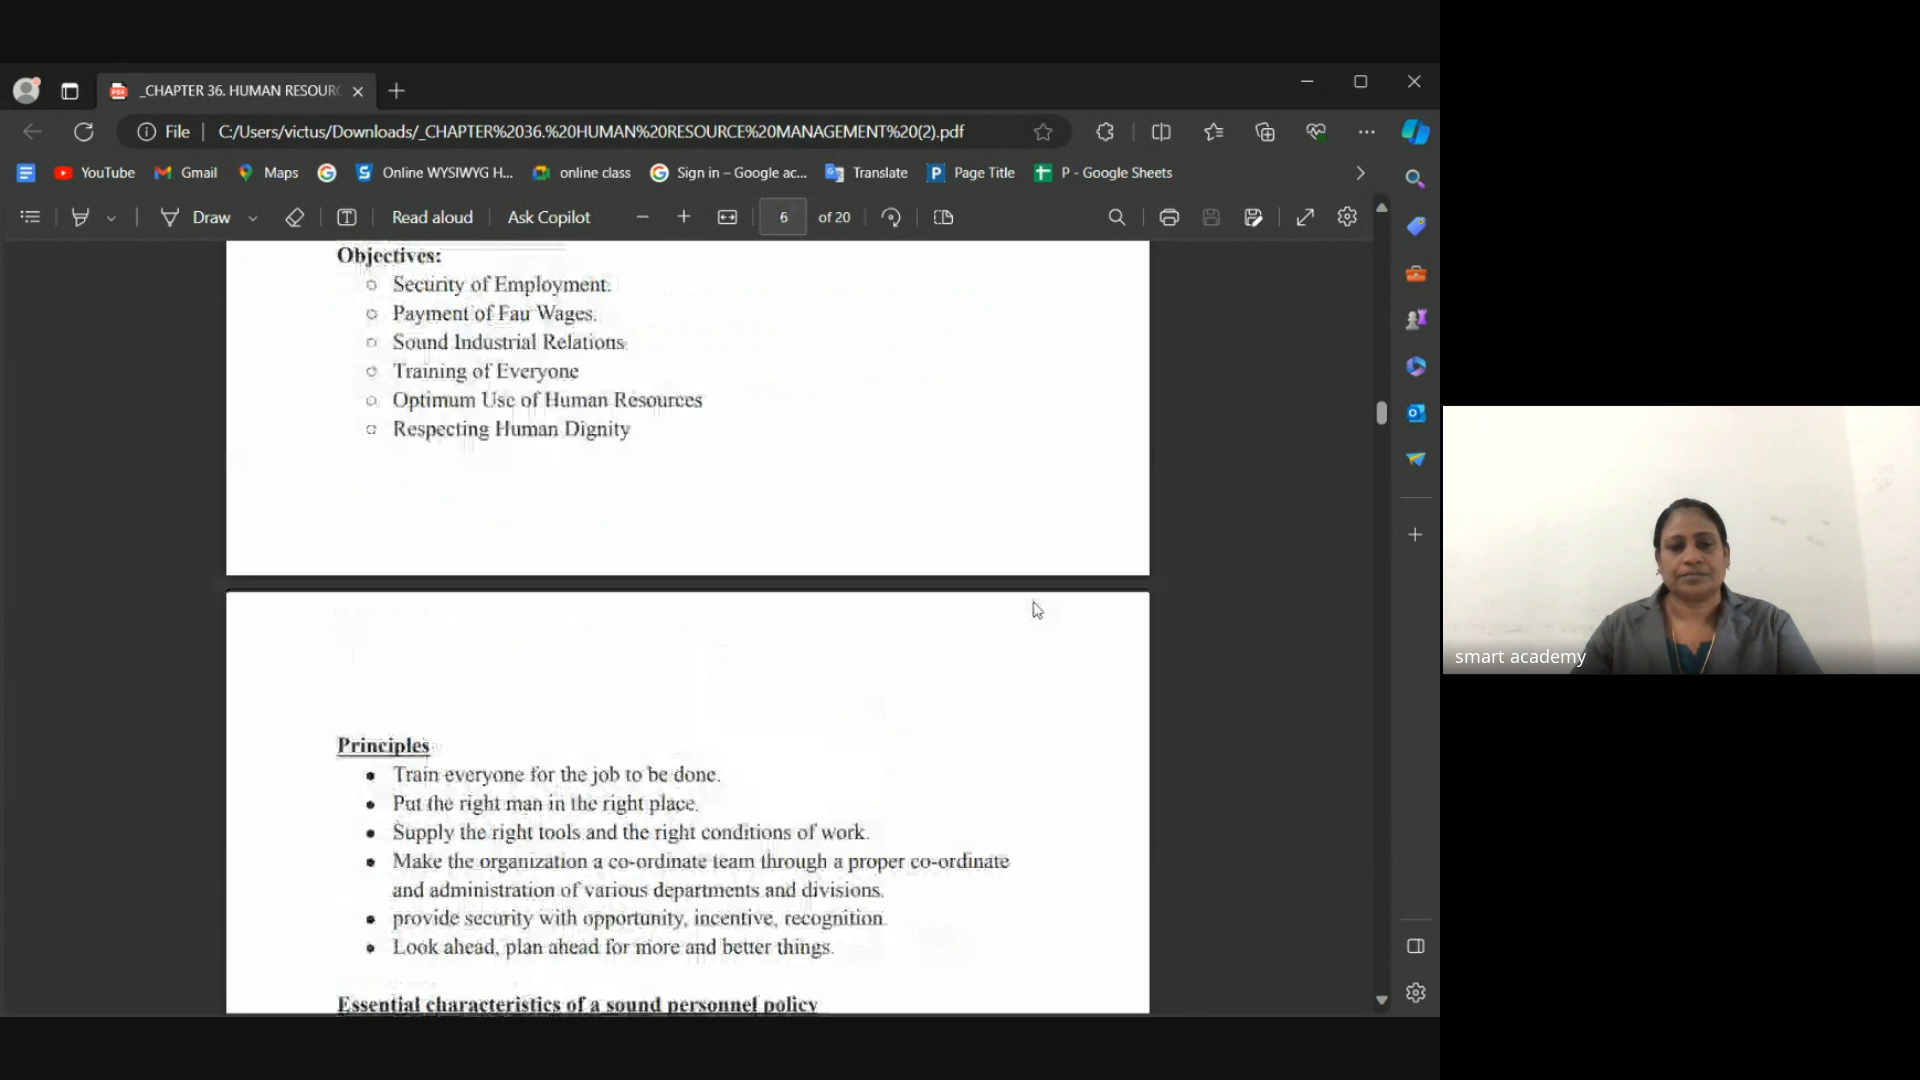 _CHAPTER 36. HUMAN RESOURC
File C:/Users/victus/Downloads/_CHAPTER%2036.%20HUMAN%20RESOURCE%20MANAGEMENT%20(2).pdf
YouTube Gmail Maps Online WYSIWYG H... online class Sign in – Google ac... Translate Page Title P - Google Sheets
Draw Read aloud Ask Copilot 6 of 20
Objectives:
Security of Employment.
Payment of Fau Wages.
Sound Industrial Relations
Training of Everyone
Optimum Use of Human Resources
Respecting Human Dignity
Principles
Train everyone for the job to be done.
Put the right man in the right place.
Supply the right tools and the right conditions of work.
Make the organization a co-ordinate team through a proper co-ordinate
and administration of various departments and divisions.
provide security with opportunity, incentive, recognition
Look ahead, plan ahead for more and better things.
Essential characteristics of a sound personnel policy
smart academy